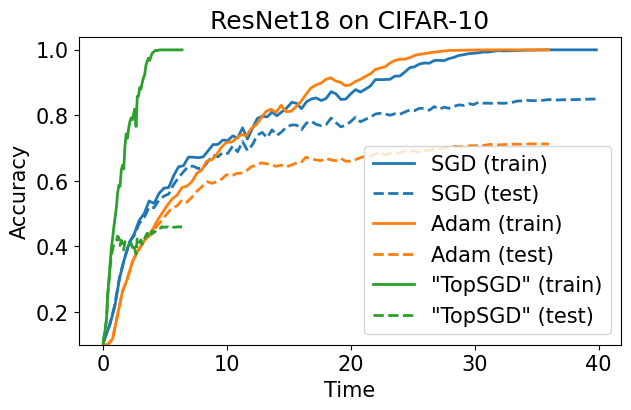 ResNet18 on CIFAR-10
1.0
0.8
0.6
0.4
0.2
Accuracy
SGD (train)
SGD (test)
Adam (train)
Adam (test)
"TopSGD" (train)
"TopSGD" (test)
0 10 20 30 40
Time